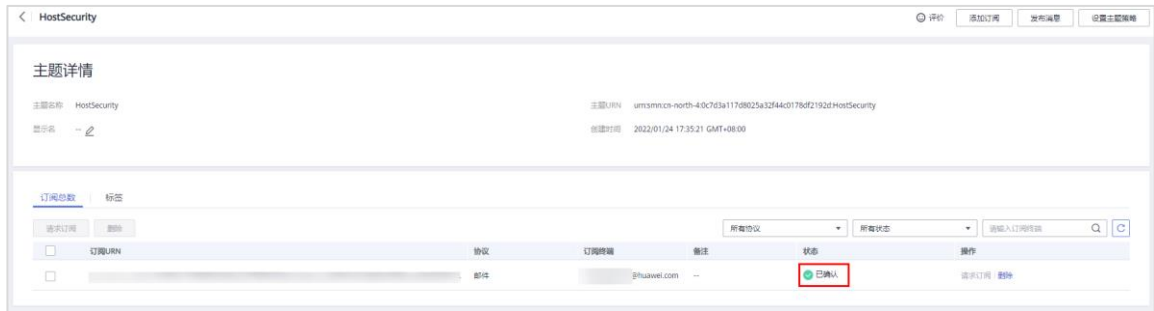 HostSecurity 评价 添加订阅 发布消息 设置主题策略
主题详情
主题名称 HostSecurity 主题URN urn:smn:cn-north-4:0c7d3a117d8025a32f44c0178df2192d:HostSecurity
显示名 -- 创建时间 2022/01/24 17:35:21 GMT+08:00
订阅总数 标签
请求订阅 删除 所有协议 所有状态 请输入订阅终端
订阅URN 协议 订阅终端 备注 状态 操作
邮件 @huawei.com -- 已确认 请求订阅 删除